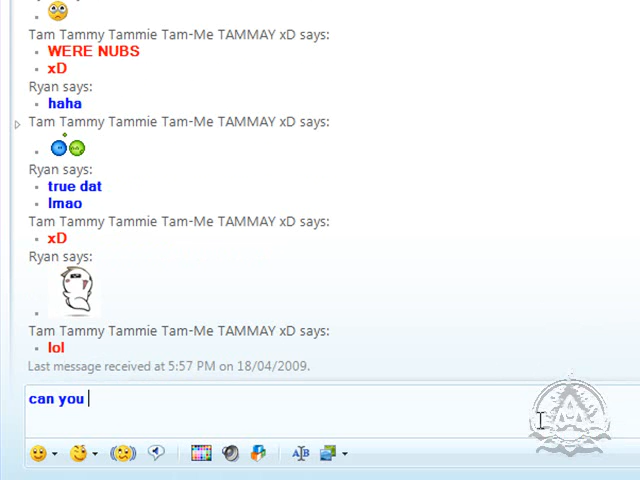 Tam Tammy Tammie Tam-Me TAMMAY xD says:
WERE NUBS
xD
Ryan says:
haha
Tam Tammy Tammie Tam-Me TAMMAY xD says:
Ryan says:
true dat
lmao
Tam Tammy Tammie Tam-Me TAMMAY xD says:
xD
Ryan says:
Tam Tammy Tammie Tam-Me TAMMAY xD says:
lol
Last message received at 5:57 PM on 18/04/2009.
can you